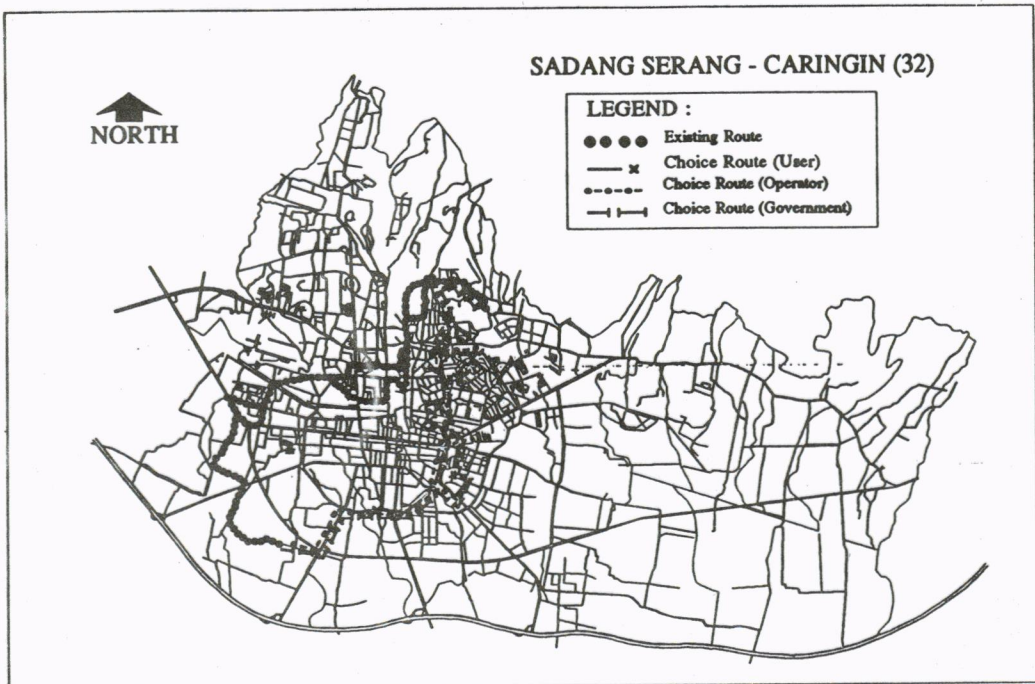 SADANG SERANG - CARINGIN (32)
NORTH
LEGEND :
Existing Route
Choice Route (User)
Choice Route (Operator)
Choice Route (Government)